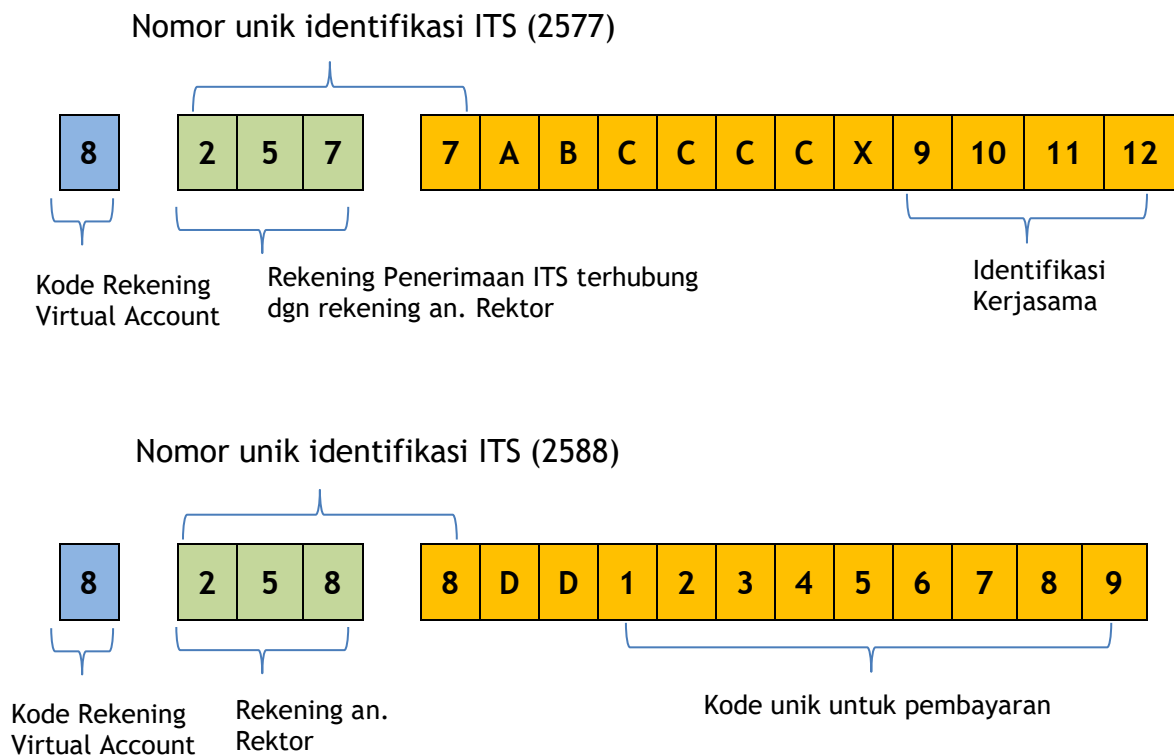 Nomor unik identifikasi ITS (2577)
8 2 5 7 7 A B C C C C X 9 10 11 12
Kode Rekening
Virtual Account
Rekening Penerimaan ITS terhubung
dgn rekening an. Rektor
Identifikasi
Kerjasama
Nomor unik identifikasi ITS (2588)
8 2 5 8 8 D D 1 2 3 4 5 6 7 8 9
Kode Rekening
Virtual Account
Rekening an.
Rektor
Kode unik untuk pembayaran